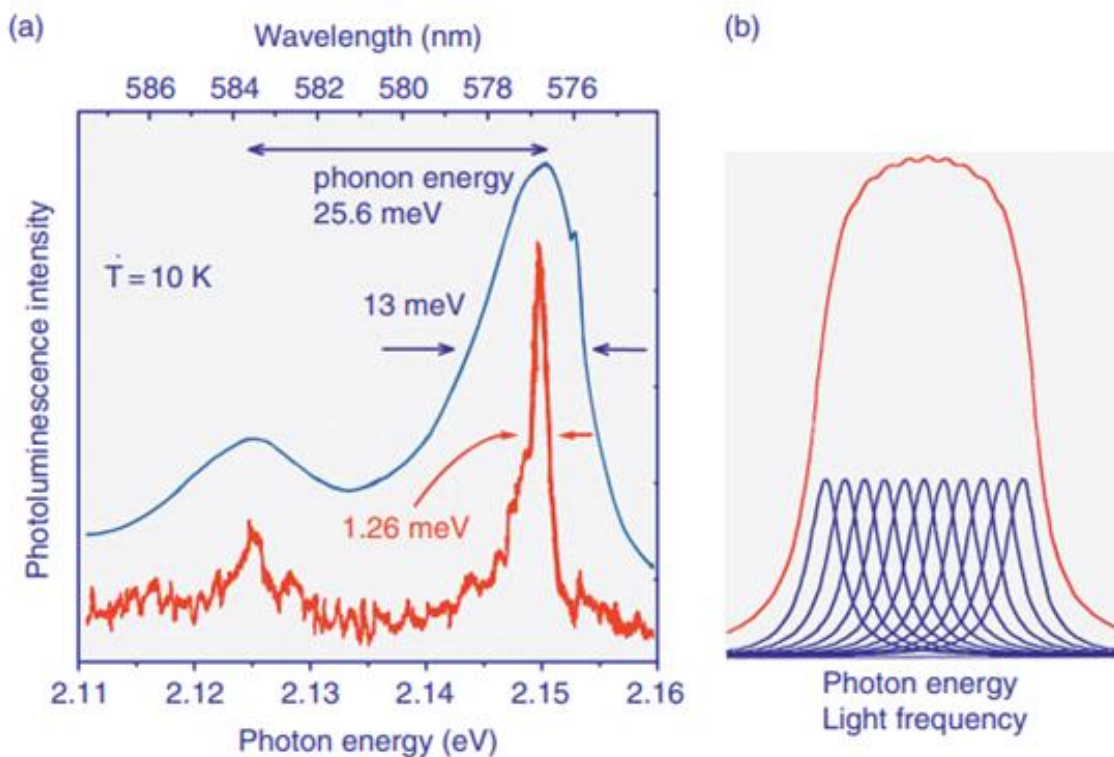 (a)
Wavelength (nm)
586 584 582 580 578 576
phonon energy
25.6 meV
Ṫ = 10 K
13 meV
1.26 meV
Photoluminescence intensity
2.11 2.12 2.13 2.14 2.15 2.16
Photon energy (eV)
(b)
Photon energy
Light frequency